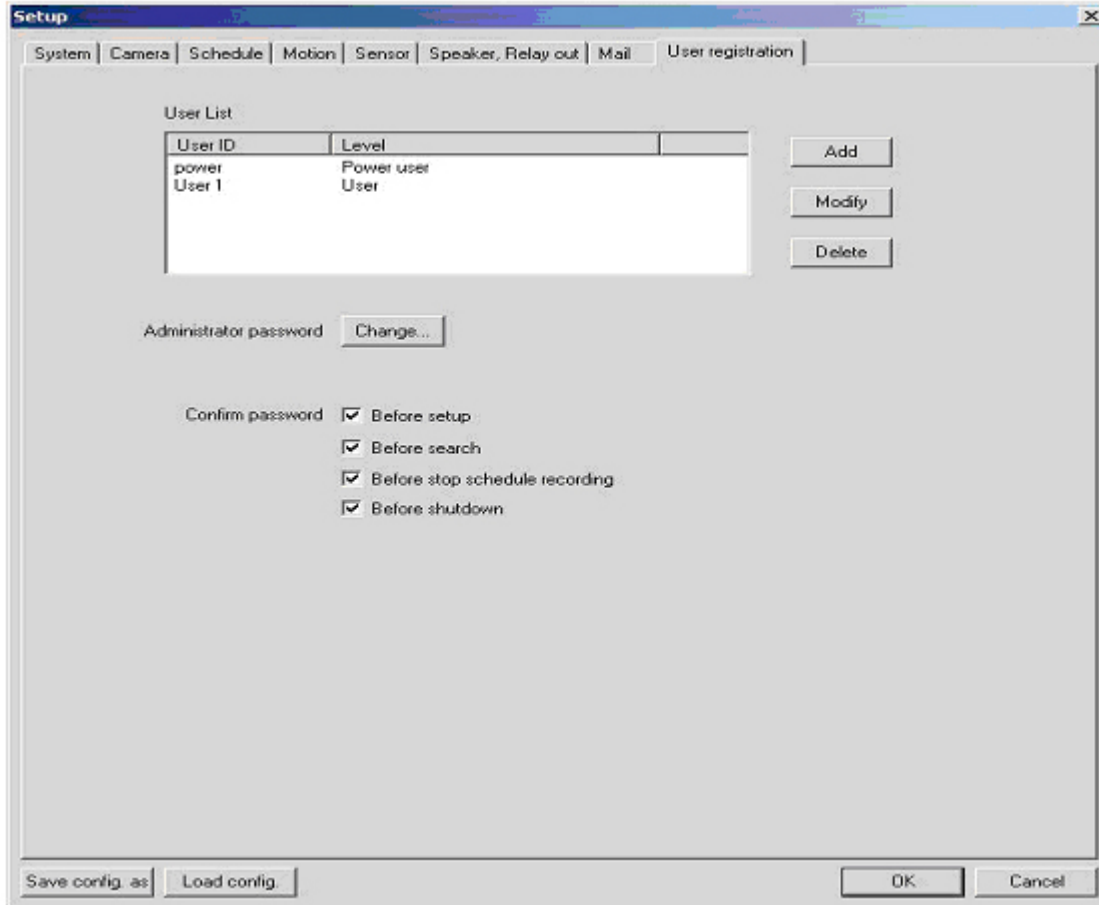 Setup
System Camera Schedule Motion Sensor Speaker, Relay out Mail User registration
User List
User ID Level
Add
power Power user
User 1 User
Modify
Delete
Administrator password Change...
Confirm password Before setup
Before search
Before stop schedule recording
Before shutdown
Save config. as Load config. OK Cancel